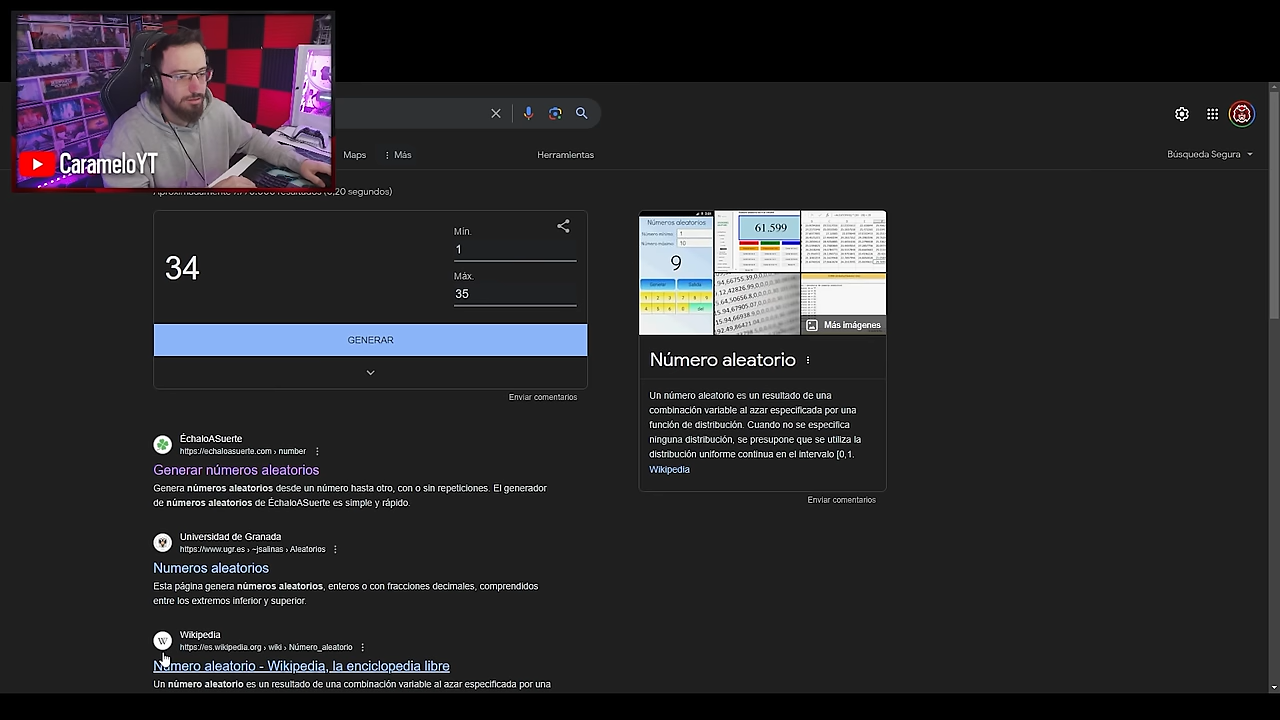 CarameloYT
Maps
Más
Herramientas
Búsqueda Segura
segundos)
34
Mín.
1
Máx.
35
GENERAR
Enviar comentarios
Números aleatorios
1
10
9
61.599
Más imágenes
Número aleatorio
Un número aleatorio es un resultado de una
combinación variable al azar especificada por una
función de distribución. Cuando no se especifica
ninguna distribución, se presupone que se utiliza la
distribución uniforme continua en el intervalo [0,1.
Wikipedia
Enviar comentarios
ÉchaloASuerte
https://echaloasuerte.com › number
Generar números aleatorios
Genera números aleatorios desde un número hasta otro, con o sin repeticiones. El generador
de números aleatorios de ÉchaloASuerte es simple y rápido.
Universidad de Granada
https://www.ugr.es › ~jsalinas › Aleatorios
Numeros aleatorios
Esta página genera números aleatorios, enteros o con fracciones decimales, comprendidos
entre los extremos inferior y superior.
Wikipedia
https://es.wikipedia.org › wiki › Número_aleatorio
Número aleatorio - Wikipedia, la enciclopedia libre
Un número aleatorio es un resultado de una combinación variable al azar especificada por una